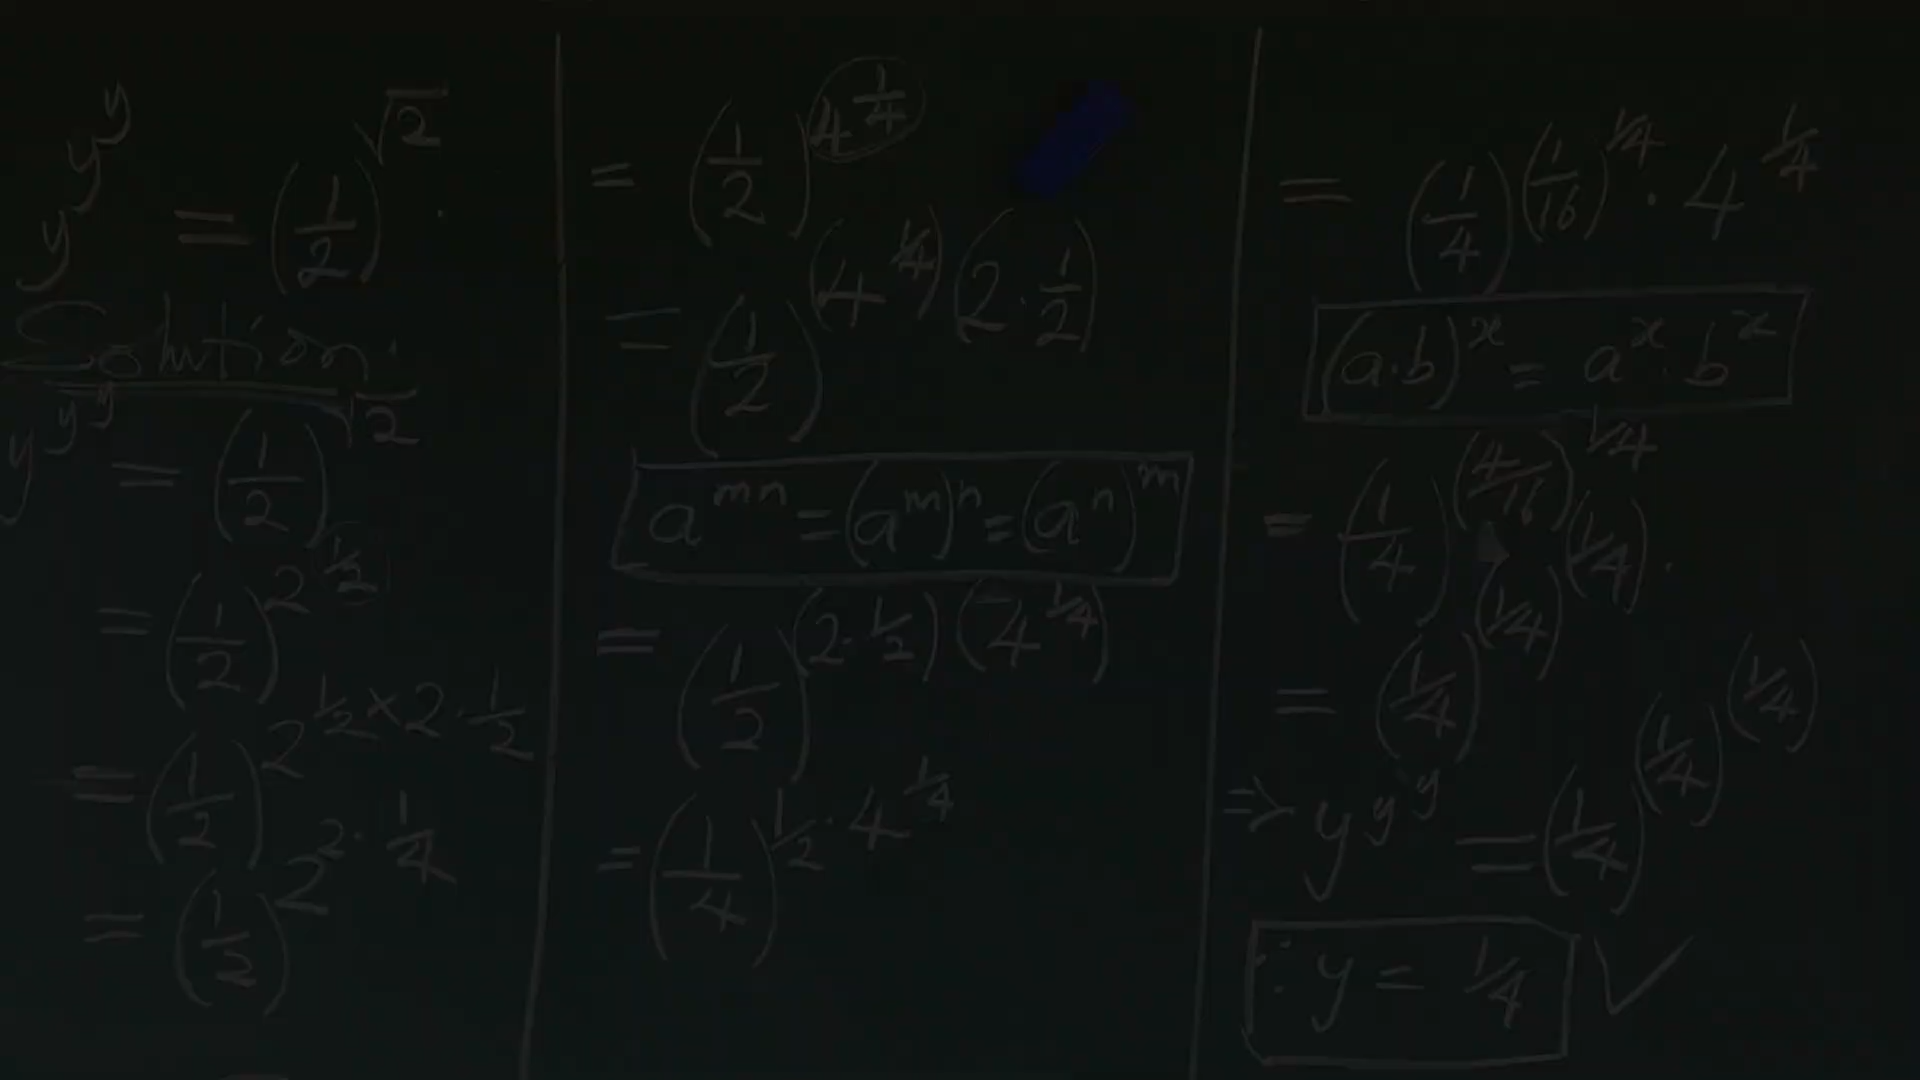 y^y^y = (1/2)^√2.
Solution.
y^y^y = (1/2)^√2
= (1/2)^2^1/2
= (1/2)^2^1/2×2·1/2
= (1/2)^2^2·1/4
= (1/2)^4^1/4
= (1/2)^(4^1/4)(2·1/2)
a^mn = (a^m)^n = (a^n)^m
= (1/2)^(2·1/2)(4^1/4)
= (1/4)^1/2·4^1/4
= (1/4)^(1/16)^1/4·4^1/4
(a·b)^x = a^x·b^x
= (1/4)^(4/16)^1/4
= (1/4)^(1/4)^(1/4).
⇒ y^y^y = (1/4)^(1/4)^(1/4)
∴ y = 1/4 ✓